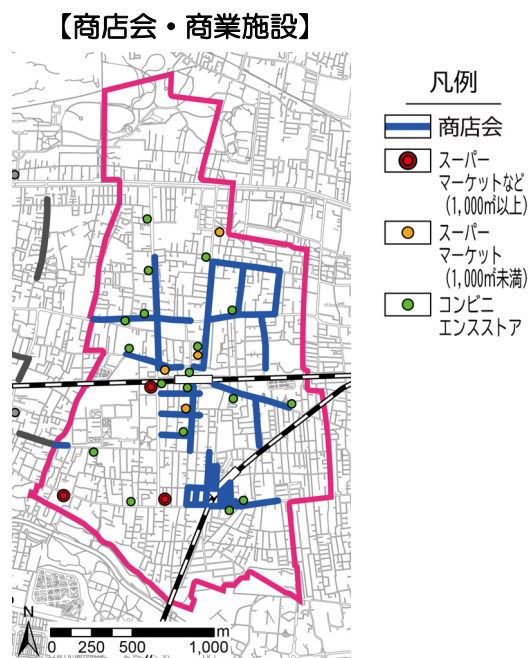 【商店会・商業施設】
凡例
商店会
スーパー
マーケットなど
(1,000㎡以上)
スーパー
マーケット
(1,000㎡未満)
コンビニ
エンスストア
N
0 250 500 1,000 m